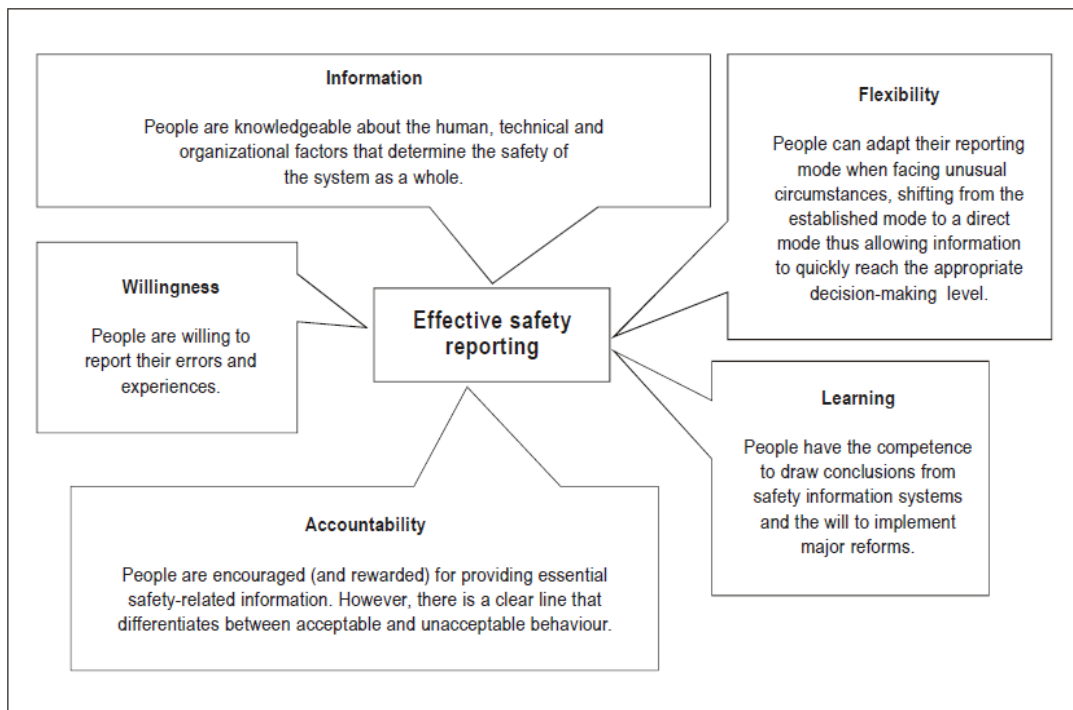 Information
People are knowledgeable about the human, technical and
organizational factors that determine the safety of
the system as a whole.
Flexibility
People can adapt their reporting
mode when facing unusual
circumstances, shifting from the
established mode to a direct
mode thus allowing information
to quickly reach the appropriate
decision-making level.
Willingness
People are willing to
report their errors and
experiences.
Effective safety
reporting
Learning
People have the competence
to draw conclusions from
safety information systems
and the will to implement
major reforms.
Accountability
People are encouraged (and rewarded) for providing essential
safety-related information. However, there is a clear line that
differentiates between acceptable and unacceptable behaviour.